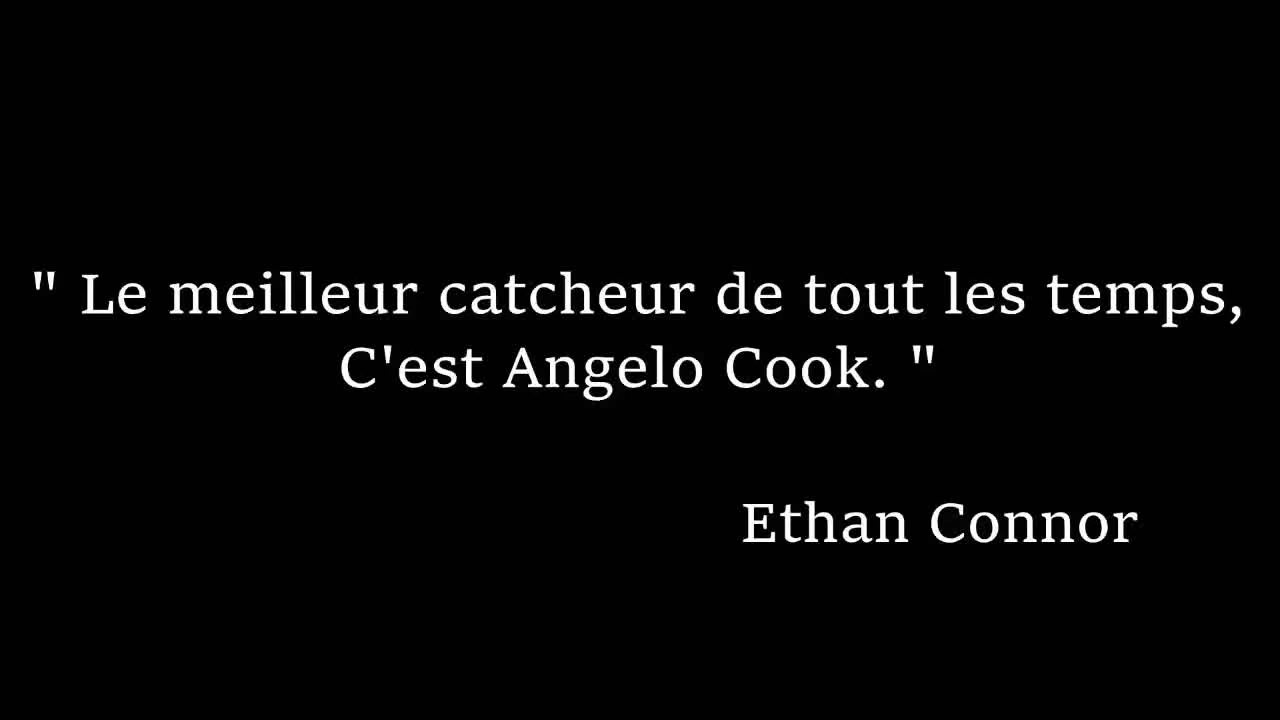 " Le meilleur catcheur de tout les temps,
C'est Angelo Cook. "
Ethan Connor